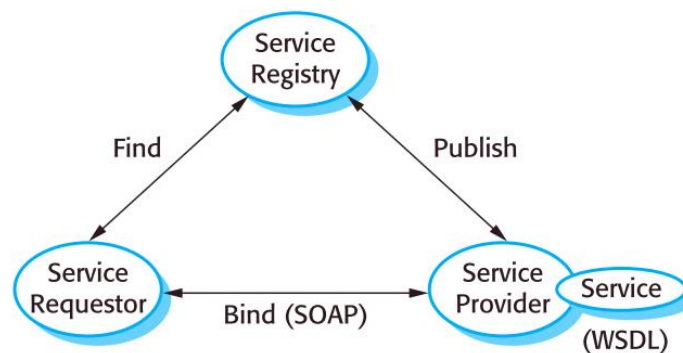 Service
Registry
Find
Publish
Service
Requestor
Bind (SOAP)
Service
Provider
Service
(WSDL)